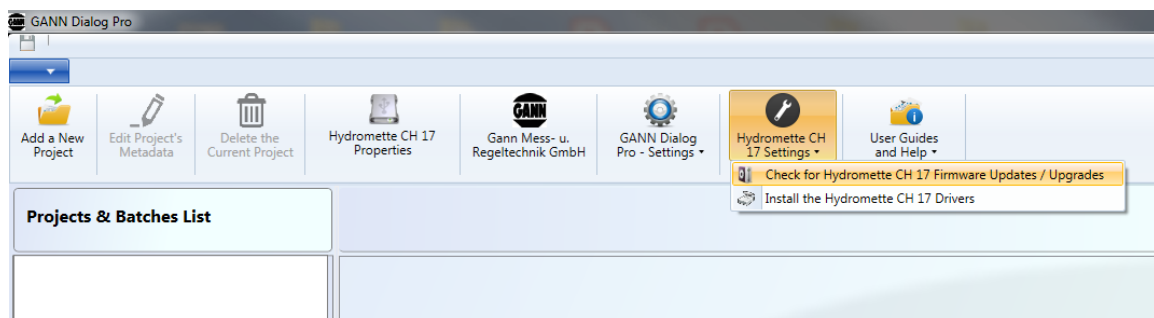 GANN Dialog Pro
Add a New
Project
Edit Project's
Metadata
Delete the
Current Project
Hydromette CH 17
Properties
GANN
Gann Mess- u.
Regeltechnik GmbH
GANN Dialog
Pro - Settings
Hydromette CH
17 Settings
User Guides
and Help
Check for Hydromette CH 17 Firmware Updates / Upgrades
Install the Hydromette CH 17 Drivers
Projects & Batches List